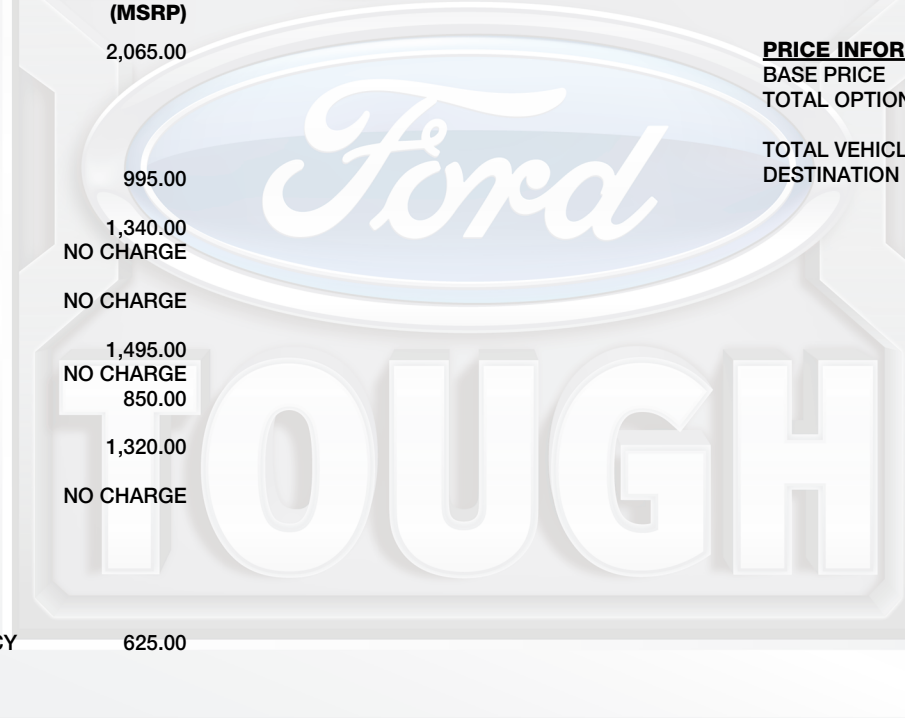 (MSRP)
2,065.00
995.00
1,340.00
NO CHARGE
NO CHARGE
1,495.00
NO CHARGE
850.00
1,320.00
NO CHARGE
CY 625.00
PRICE INFOR
BASE PRICE
TOTAL OPTION
TOTAL VEHICL
DESTINATION
Ford
TOUGH